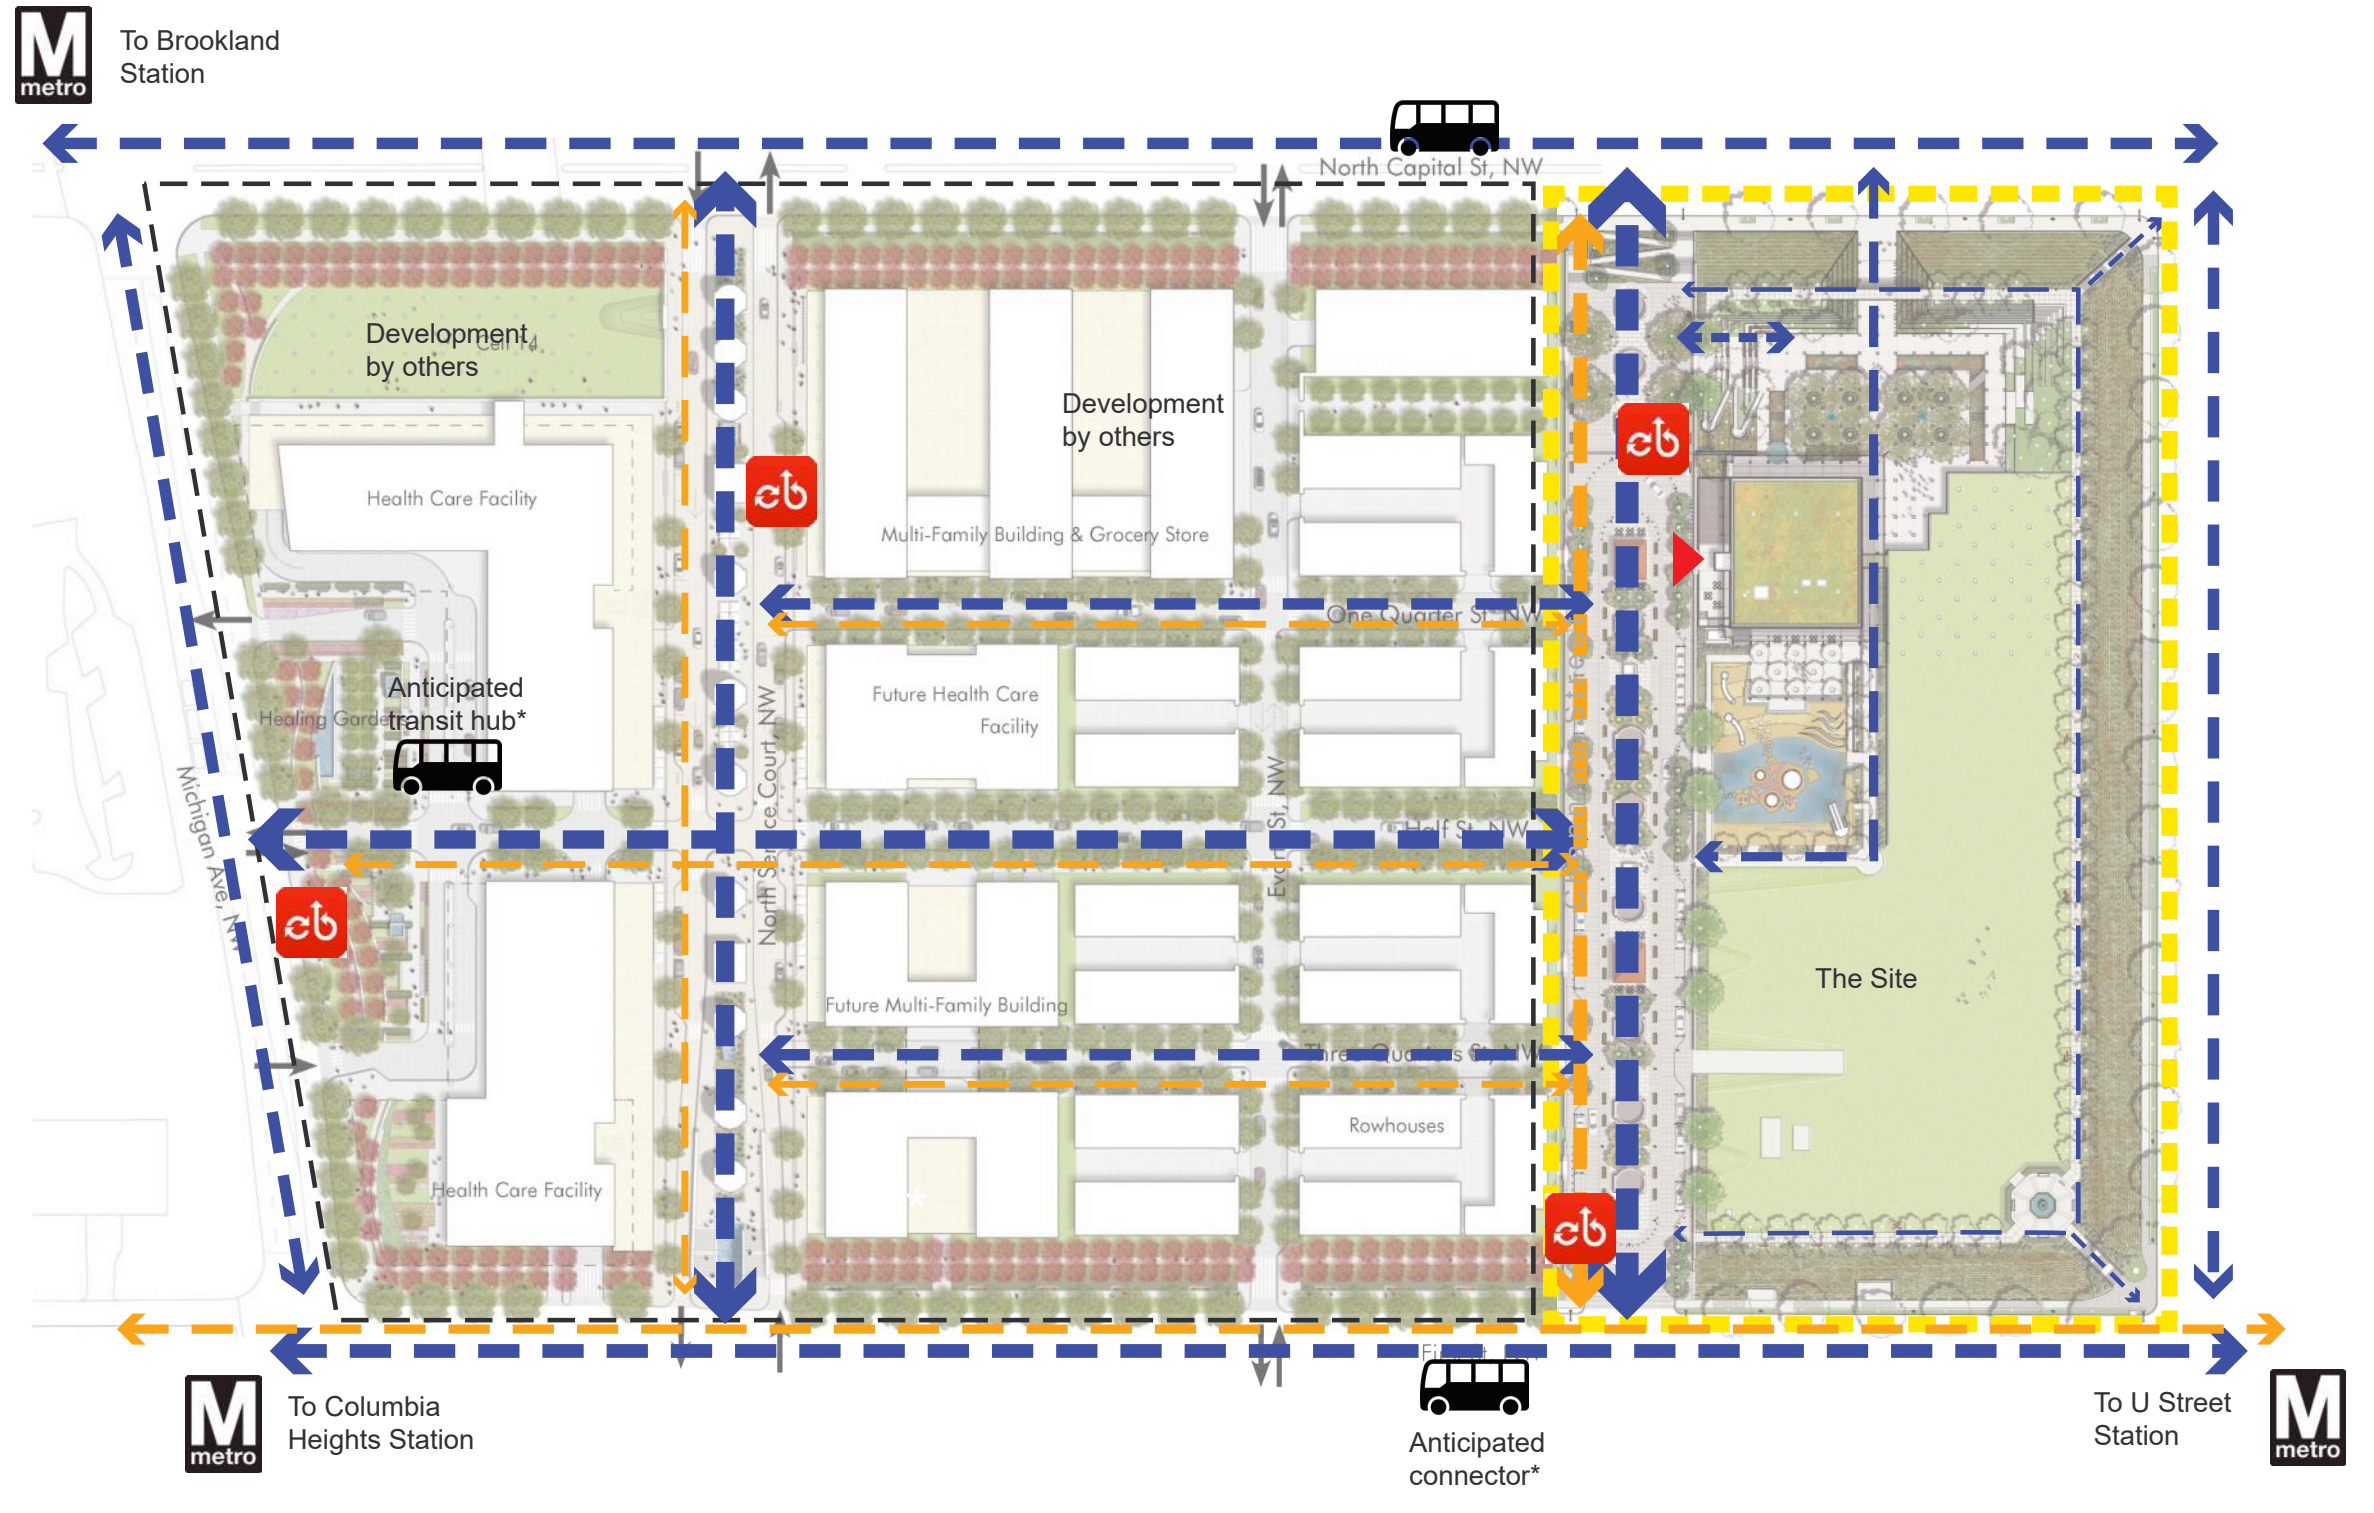 M
metro
To Brookland
Station
North Capital St, NW
Development
by others
Cell 14
Development
by others
Health Care Facility
Multi-Family Building & Grocery Store
One Quarter St, NW
Anticipated
transit hub*
Healing Gardens
Future Health Care
Facility
North Service Court, NW
Michigan Ave, NW
Evarts St, NW
Half St, NW
The Site
Future Multi-Family Building
Three Quarters St, NW
Rowhouses
Health Care Facility
*
M
metro
To Columbia
Heights Station
Anticipated
connector*
To U Street
Station
M
metro